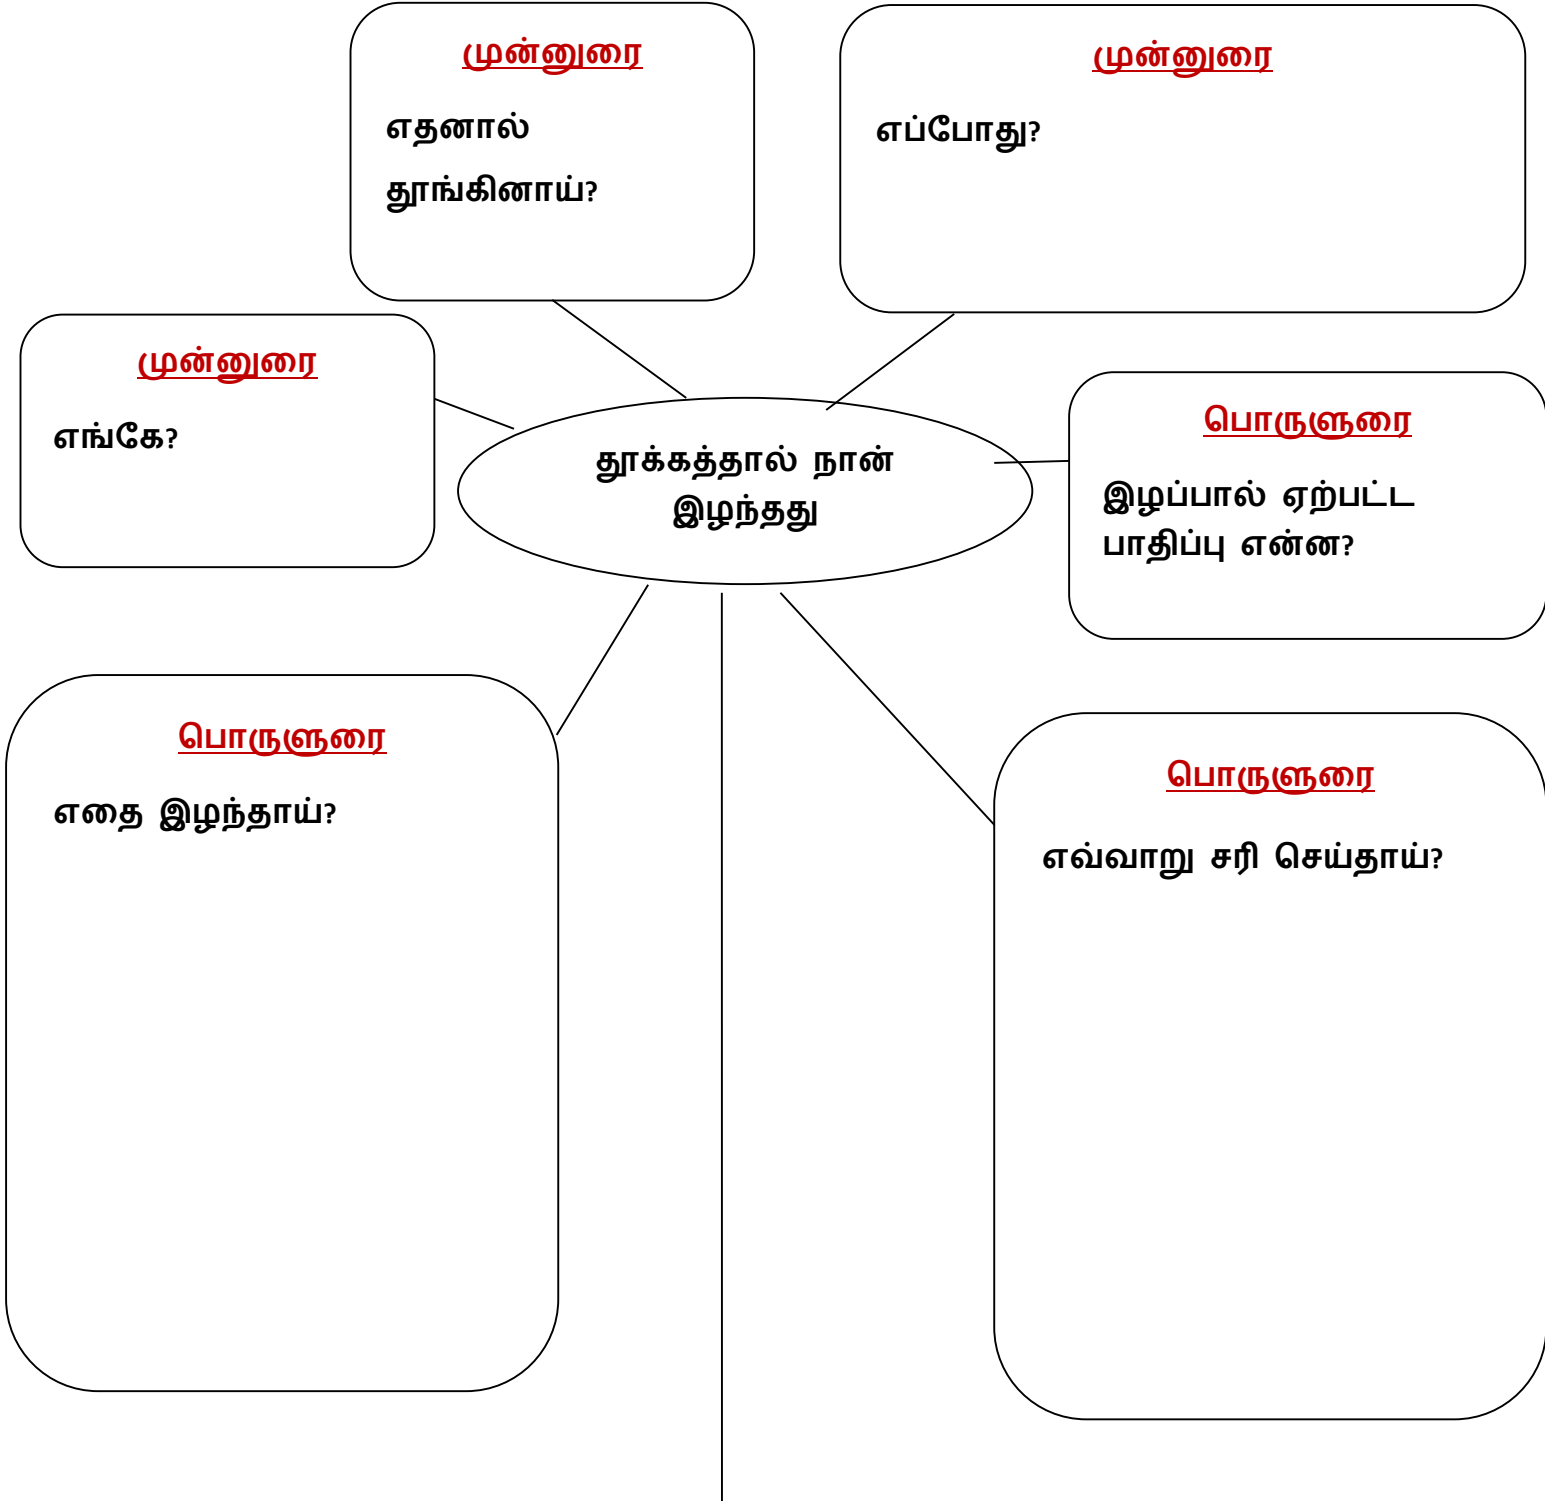 முன்னுரை
எதனால்
தூங்கினாய்?
முன்னுரை
எப்போது?
முன்னுரை
எங்கே?
தூக்கத்தால் நான்
இழந்தது
பொருளுரை
இழப்பால் ஏற்பட்ட
பாதிப்பு என்ன?
பொருளுரை
எதை இழந்தாய்?
பொருளுரை
எவ்வாறு சரி செய்தாய்?